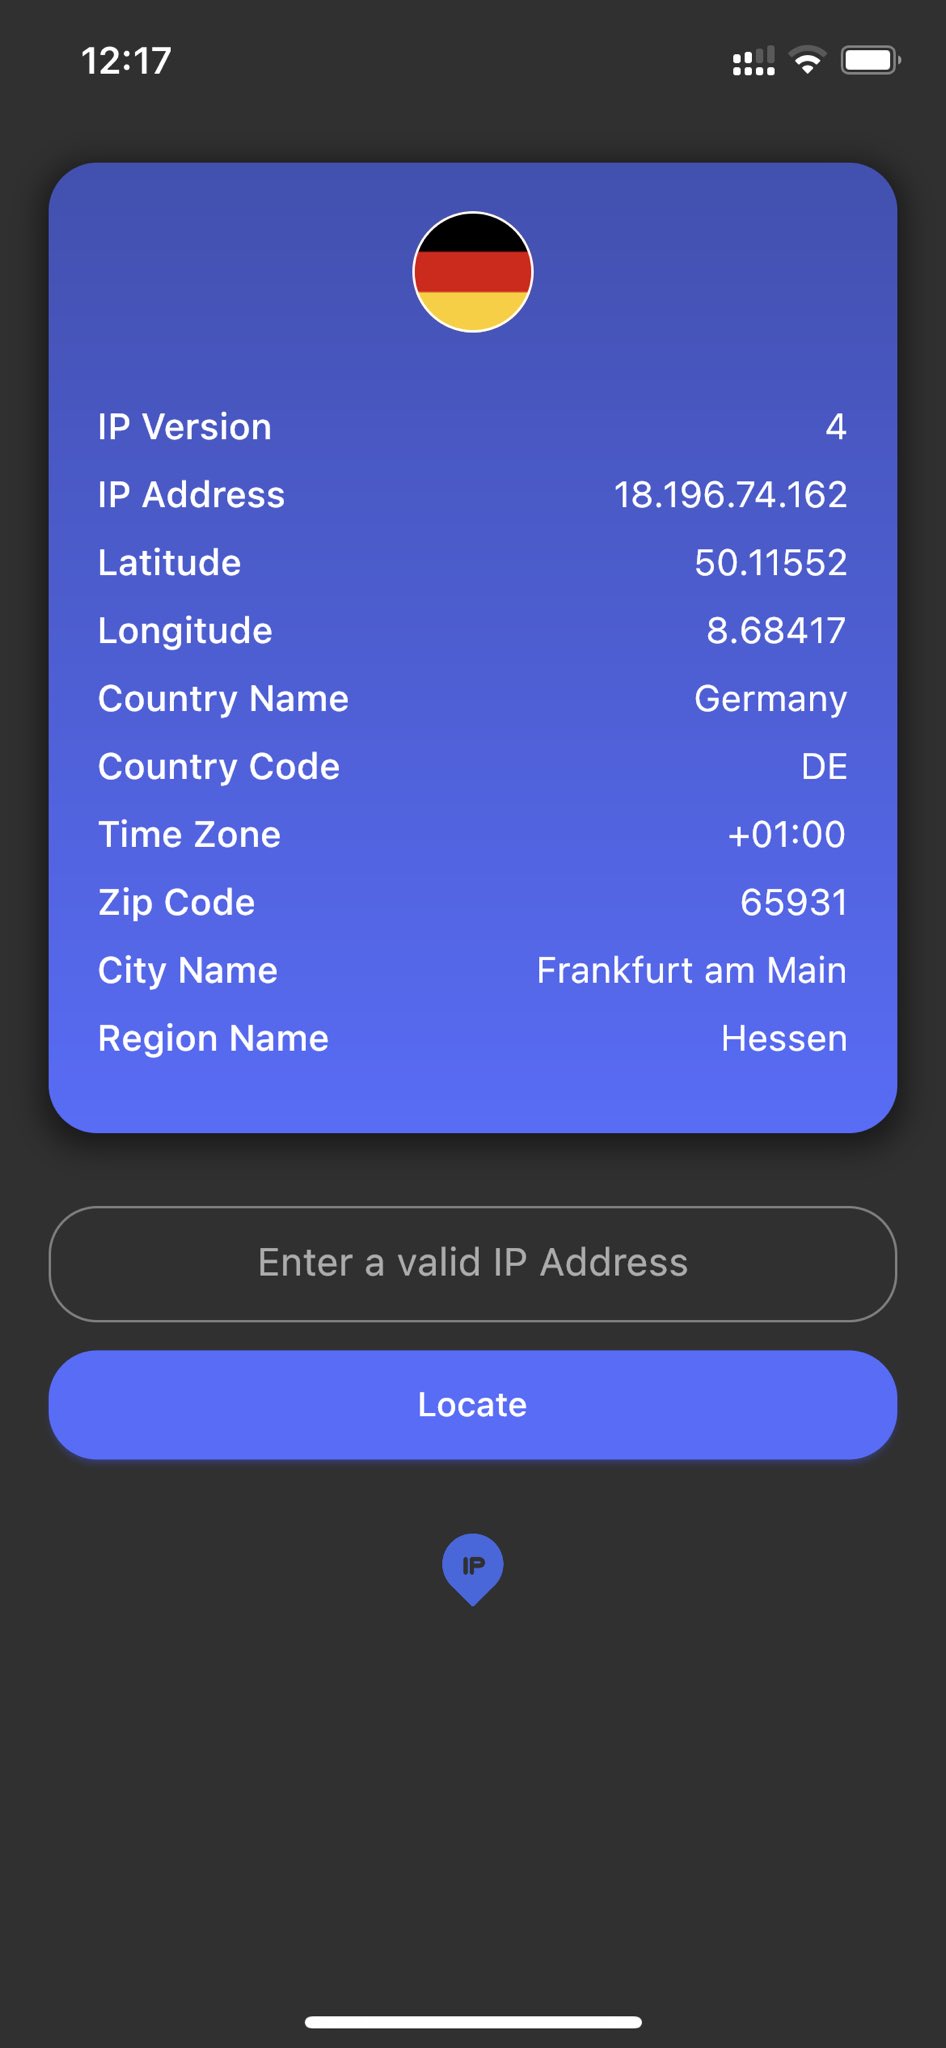 12:17
IP Version 4
IP Address 18.196.74.162
Latitude 50.11552
Longitude 8.68417
Country Name Germany
Country Code DE
Time Zone +01:00
Zip Code 65931
City Name Frankfurt am Main
Region Name Hessen
Enter a valid IP Address
Locate
IP